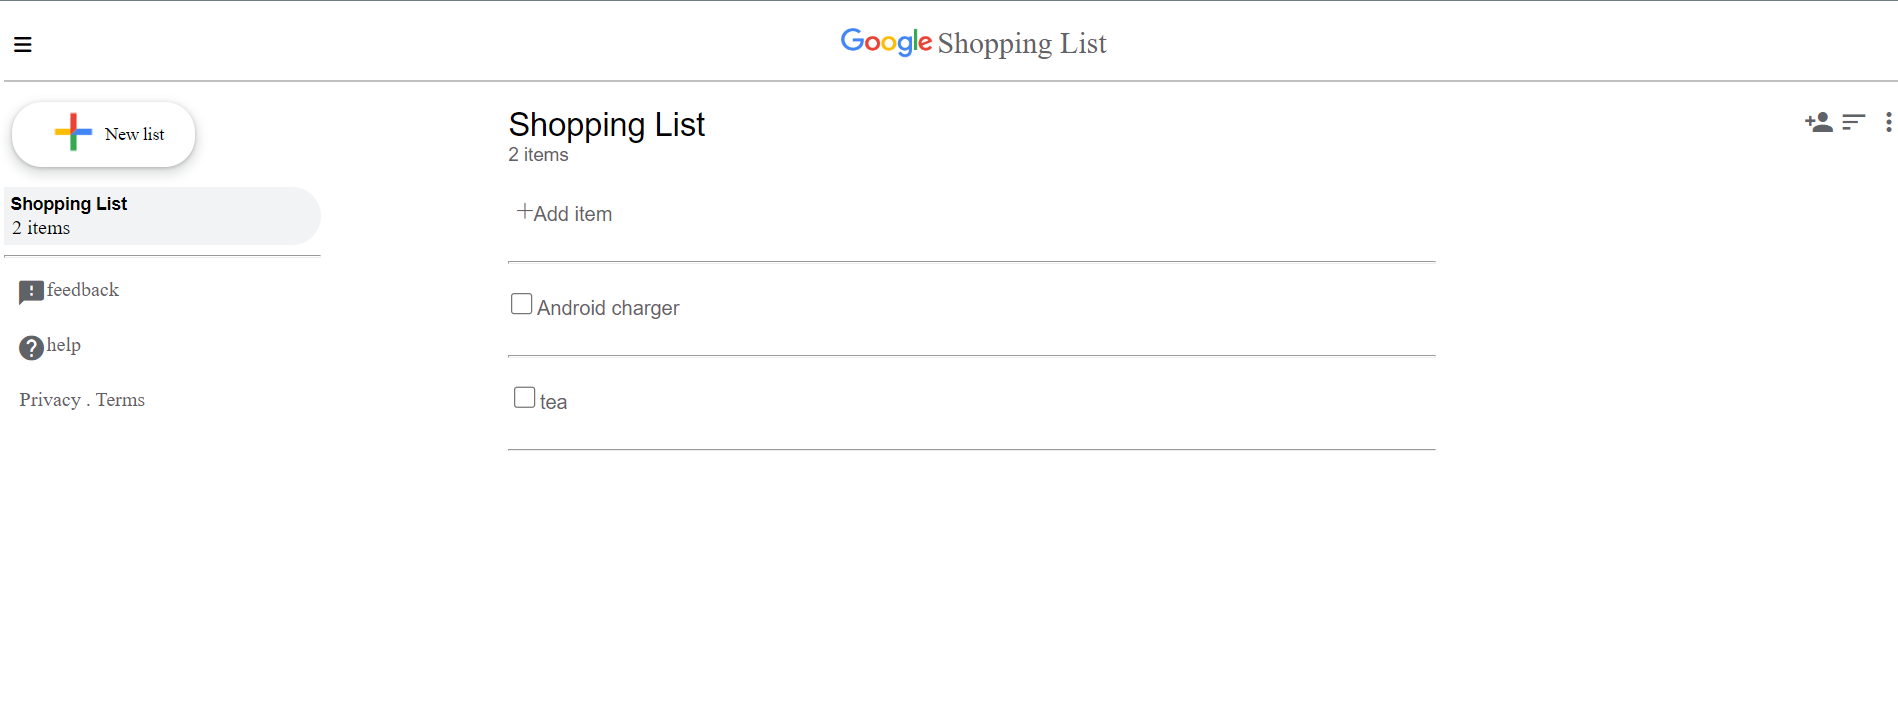 Google Shopping List
New list
Shopping List
2 items
feedback
help
Privacy . Terms
Shopping List
2 items
+Add item
Android charger
tea